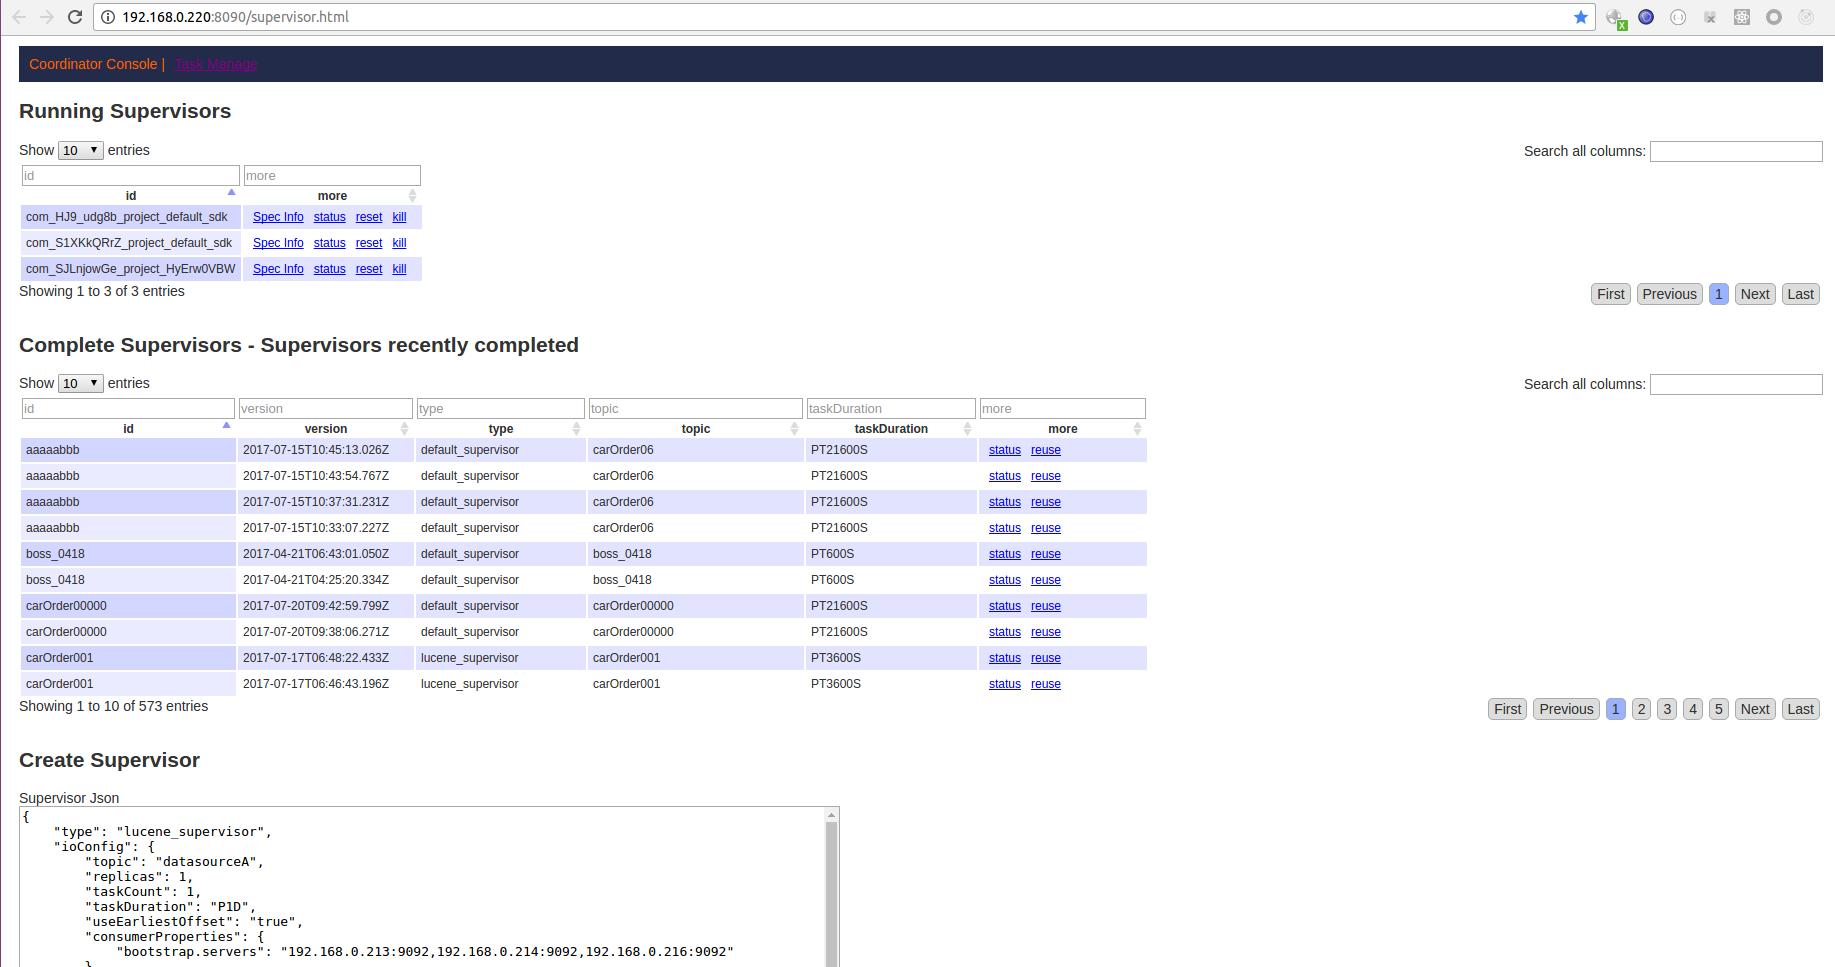 192.168.0.220:8090/supervisor.html
Coordinator Console | Task Manage
Running Supervisors
Show 10 entries Search all columns:
id more
id more
com_HJ9_udg8b_project_default_sdk Spec Info status reset kill
com_S1XKkQRrZ_project_default_sdk Spec Info status reset kill
com_SJLnjowGe_project_HyErw0VBW Spec Info status reset kill
Showing 1 to 3 of 3 entries First Previous 1 Next Last
Complete Supervisors - Supervisors recently completed
Show 10 entries Search all columns:
id version type topic taskDuration more
id version type topic taskDuration more
aaaaabbb 2017-07-15T10:45:13.026Z default_supervisor carOrder06 PT21600S status reuse
aaaaabbb 2017-07-15T10:43:54.767Z default_supervisor carOrder06 PT21600S status reuse
aaaaabbb 2017-07-15T10:37:31.231Z default_supervisor carOrder06 PT21600S status reuse
aaaaabbb 2017-07-15T10:33:07.227Z default_supervisor carOrder06 PT21600S status reuse
boss_0418 2017-04-21T06:43:01.050Z default_supervisor boss_0418 PT600S status reuse
boss_0418 2017-04-21T04:25:20.334Z default_supervisor boss_0418 PT600S status reuse
carOrder00000 2017-07-20T09:42:59.799Z default_supervisor carOrder00000 PT21600S status reuse
carOrder00000 2017-07-20T09:38:06.271Z default_supervisor carOrder00000 PT21600S status reuse
carOrder001 2017-07-17T06:48:22.433Z lucene_supervisor carOrder001 PT3600S status reuse
carOrder001 2017-07-17T06:46:43.196Z lucene_supervisor carOrder001 PT3600S status reuse
Showing 1 to 10 of 573 entries First Previous 1 2 3 4 5 Next Last
Create Supervisor
Supervisor Json
{
"type": "lucene_supervisor",
"ioConfig": {
"topic": "datasourceA",
"replicas": 1,
"taskCount": 1,
"taskDuration": "P1D",
"useEarliestOffset": "true",
"consumerProperties": {
"bootstrap.servers": "192.168.0.213:9092,192.168.0.214:9092,192.168.0.216:9092"
}